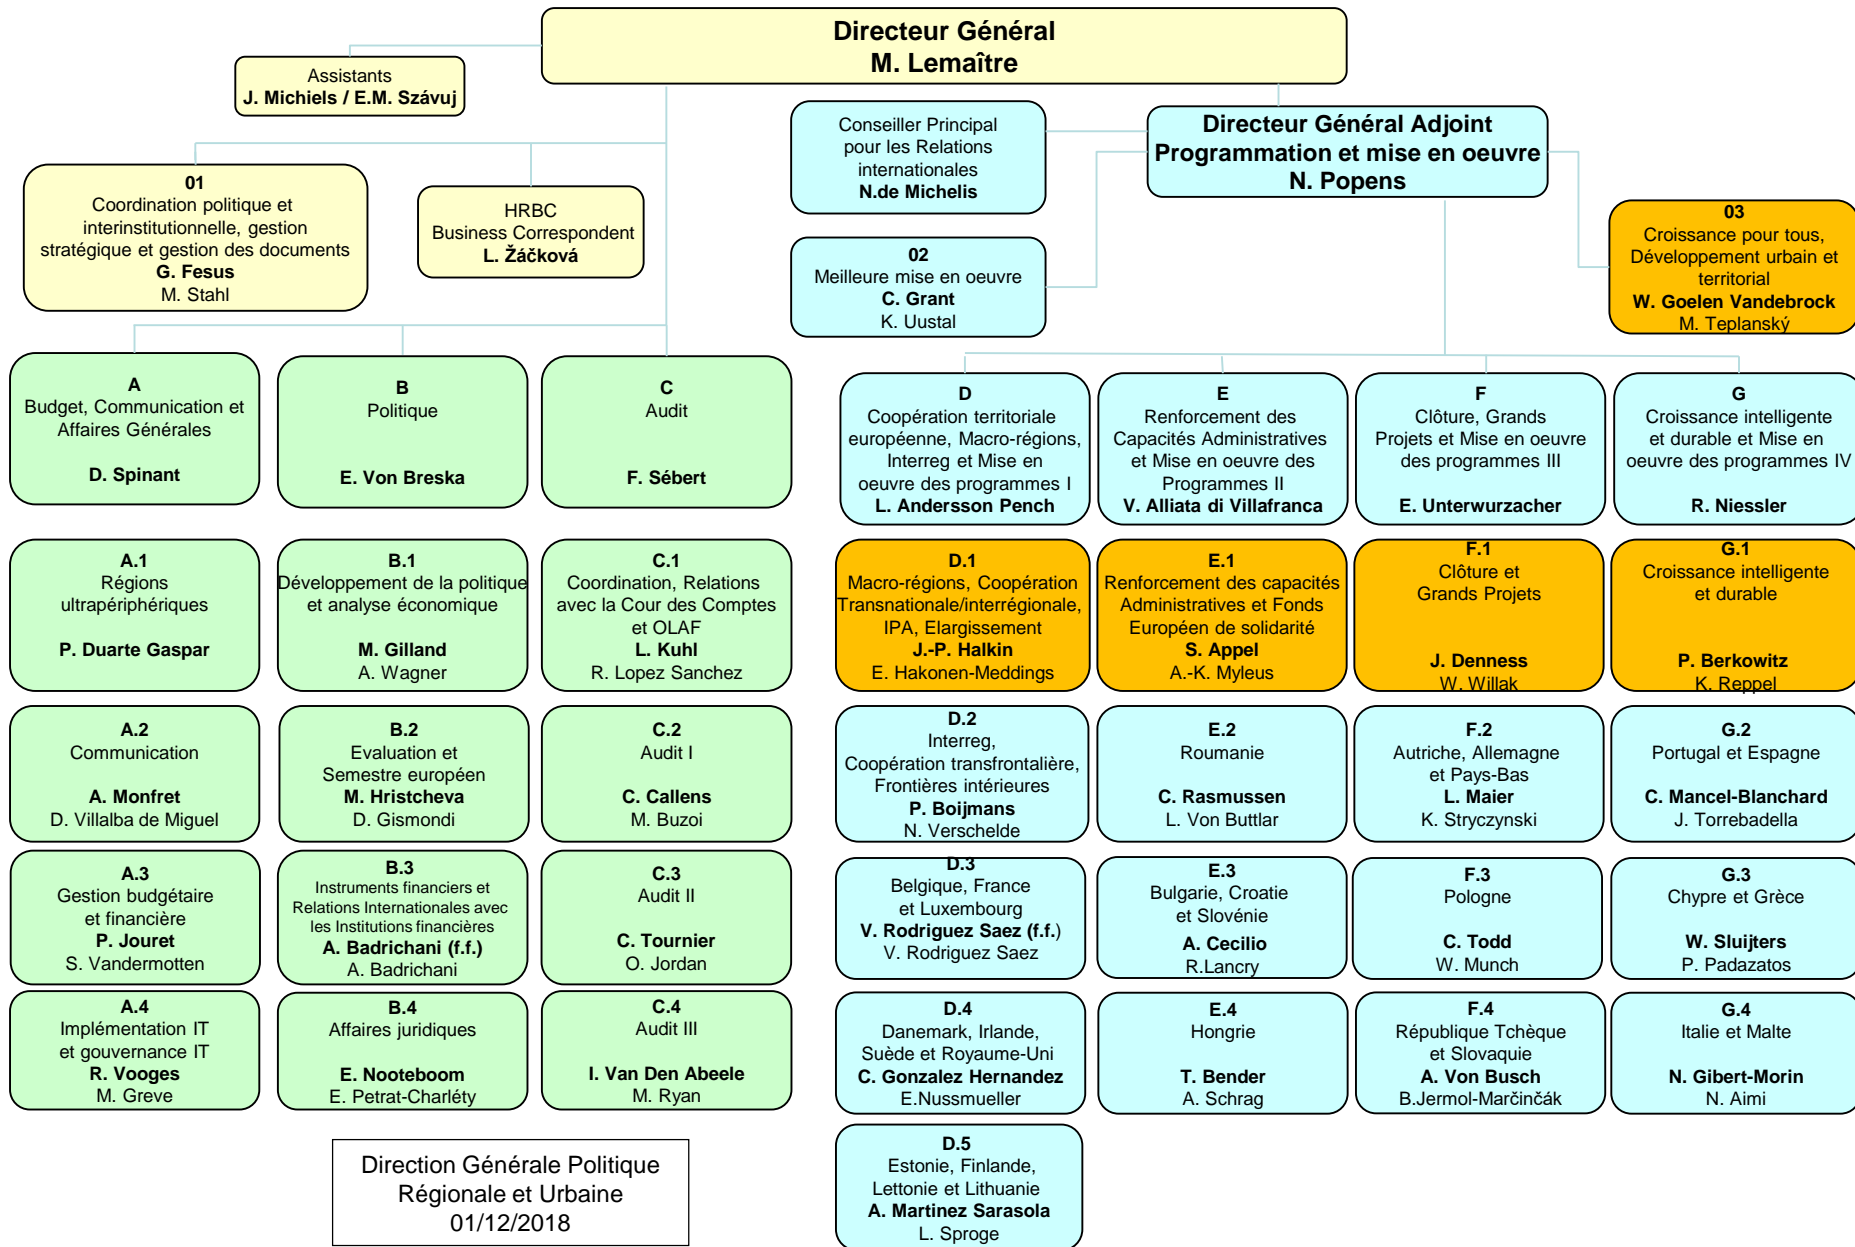 Directeur Général
M. Lemaître
Assistants
J. Michiels / E.M. Szávuj
Conseiller Principal
pour les Relations
internationales
N.de Michelis
Directeur Général Adjoint
Programmation et mise en oeuvre
N. Popens
01
Coordination politique et
interinstitutionnelle, gestion
stratégique et gestion des documents
G. Fesus
M. Stahl
HRBC
Business Correspondent
L. Žáčková
02
Meilleure mise en oeuvre
C. Grant
K. Uustal
03
Croissance pour tous,
Développement urbain et
territorial
W. Goelen Vandebrock
M. Teplanský
A
Budget, Communication et
Affaires Générales
D. Spinant
B
Politique
E. Von Breska
C
Audit
F. Sébert
D
Coopération territoriale
européenne, Macro-régions,
Interreg et Mise en
oeuvre des programmes I
L. Andersson Pench
E
Renforcement des
Capacités Administratives
et Mise en oeuvre des
Programmes II
V. Alliata di Villafranca
F
Clôture, Grands
Projets et Mise en oeuvre
des programmes III
E. Unterwurzacher
G
Croissance intelligente
et durable et Mise en
oeuvre des programmes IV
R. Niessler
A.1
Régions
ultrapériphériques
P. Duarte Gaspar
B.1
Développement de la politique
et analyse économique
M. Gilland
A. Wagner
C.1
Coordination, Relations
avec la Cour des Comptes
et OLAF
L. Kuhl
R. Lopez Sanchez
D.1
Macro-régions, Coopération
Transnationale/interrégionale,
IPA, Elargissement
J.-P. Halkin
E. Hakonen-Meddings
E.1
Renforcement des capacités
Administratives et Fonds
Européen de solidarité
S. Appel
A.-K. Myleus
F.1
Clôture et
Grands Projets
J. Denness
W. Willak
G.1
Croissance intelligente
et durable
P. Berkowitz
K. Reppel
A.2
Communication
A. Monfret
D. Villalba de Miguel
B.2
Evaluation et
Semestre européen
M. Hristcheva
D. Gismondi
C.2
Audit I
C. Callens
M. Buzoi
D.2
Interreg,
Coopération transfrontalière,
Frontières intérieures
P. Boijmans
N. Verschelde
E.2
Roumanie
C. Rasmussen
L. Von Buttlar
F.2
Autriche, Allemagne
et Pays-Bas
L. Maier
K. Stryczynski
G.2
Portugal et Espagne
C. Mancel-Blanchard
J. Torrebadella
A.3
Gestion budgétaire
et financière
P. Jouret
S. Vandermotten
B.3
Instruments financiers et
Relations Internationales avec
les Institutions financières
A. Badrichani (f.f.)
A. Badrichani
C.3
Audit II
C. Tournier
O. Jordan
D.3
Belgique, France
et Luxembourg
V. Rodriguez Saez (f.f.)
V. Rodriguez Saez
E.3
Bulgarie, Croatie
et Slovénie
A. Cecilio
R.Lancry
F.3
Pologne
C. Todd
W. Munch
G.3
Chypre et Grèce
W. Sluijters
P. Padazatos
A.4
Implémentation IT
et gouvernance IT
R. Vooges
M. Greve
B.4
Affaires juridiques
E. Nooteboom
E. Petrat-Charléty
C.4
Audit III
I. Van Den Abeele
M. Ryan
D.4
Danemark, Irlande,
Suède et Royaume-Uni
C. Gonzalez Hernandez
E.Nussmueller
E.4
Hongrie
T. Bender
A. Schrag
F.4
République Tchèque
et Slovaquie
A. Von Busch
B.Jermol-Marčinčák
G.4
Italie et Malte
N. Gibert-Morin
N. Aimi
D.5
Estonie, Finlande,
Lettonie et Lithuanie
A. Martinez Sarasola
L. Sproge
Direction Générale Politique
Régionale et Urbaine
01/12/2018